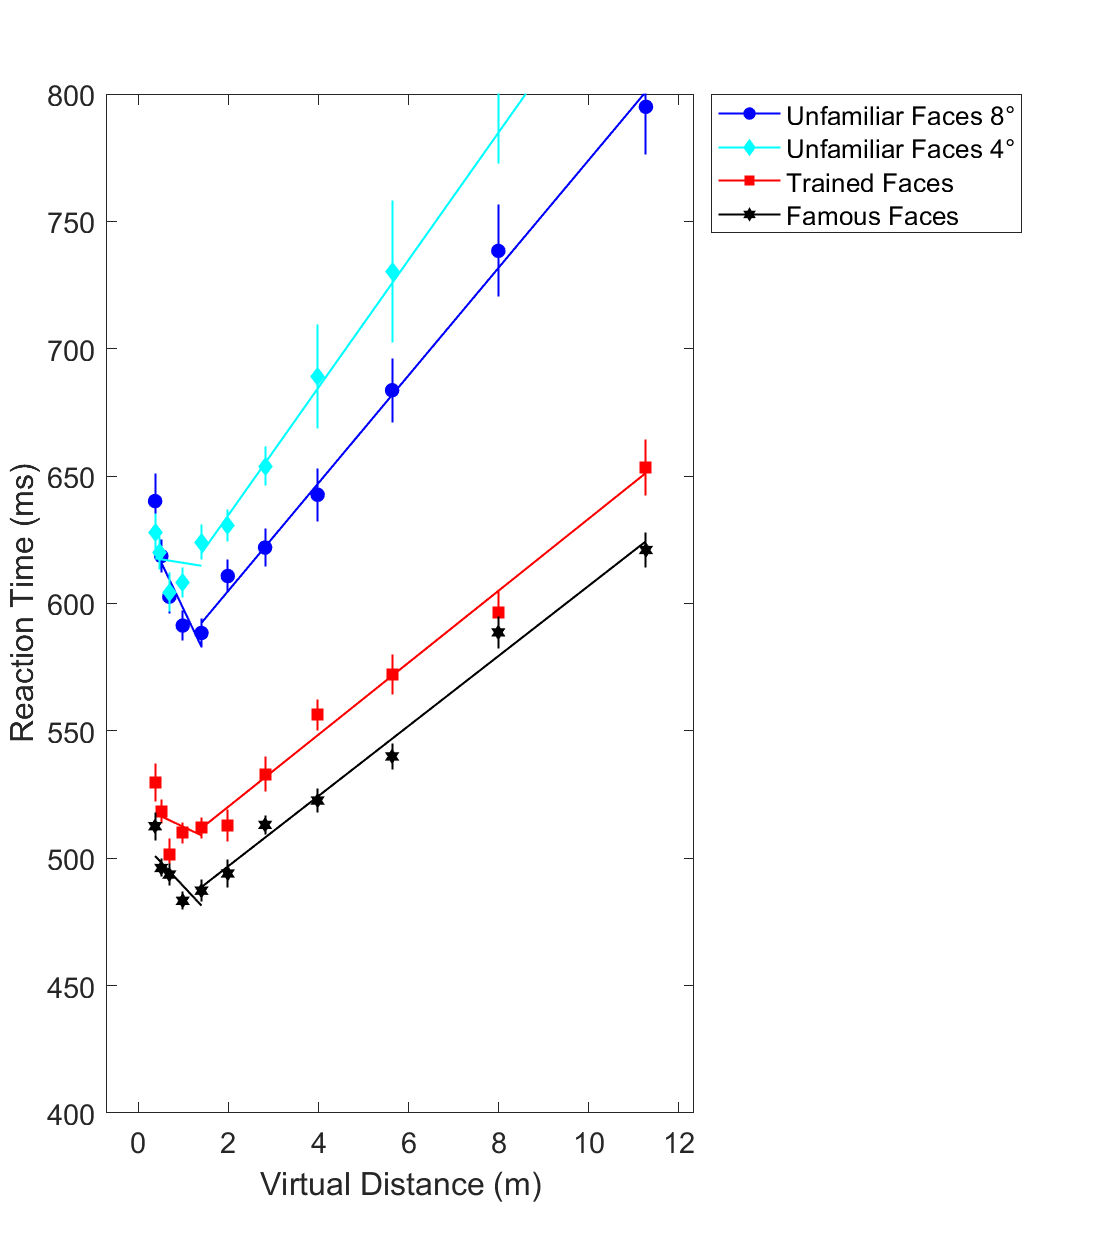 800
750
700
650
600
550
500
450
400
0 2 4 6 8 10 12
Reaction Time (ms)
Virtual Distance (m)
Unfamiliar Faces 8°
Unfamiliar Faces 4°
Trained Faces
Famous Faces